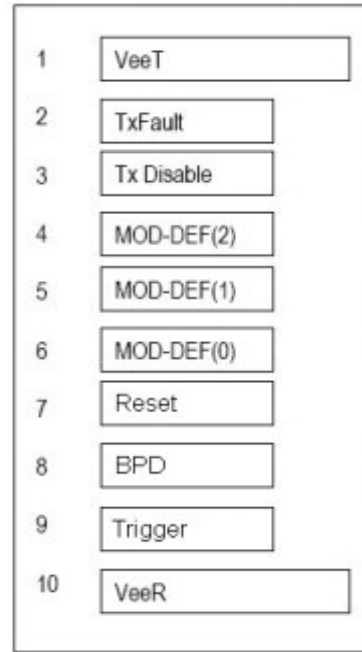 1 VeeT
2 TxFault
3 Tx Disable
4 MOD-DEF(2)
5 MOD-DEF(1)
6 MOD-DEF(0)
7 Reset
8 BPD
9 Trigger
10 VeeR